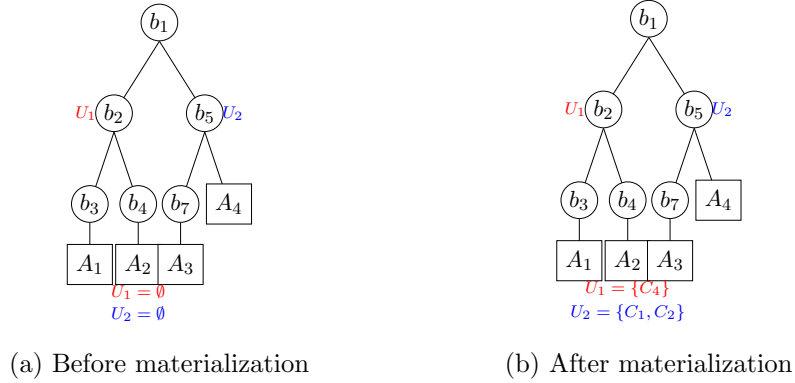 b1
U1 b2 b5 U2
b3 b4 b7 A4
A1 A2 A3
U1 = ∅
U2 = ∅
(a) Before materialization
b1
U1 b2 b5 U2
b3 b4 b7 A4
A1 A2 A3
U1 = {C4}
U2 = {C1, C2}
(b) After materialization